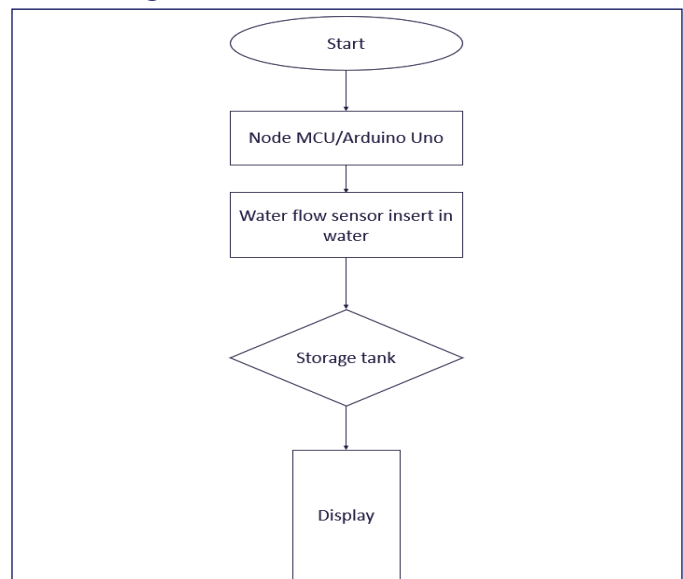 Start
Node MCU/Arduino Uno
Water flow sensor insert in
water
Storage tank
Display